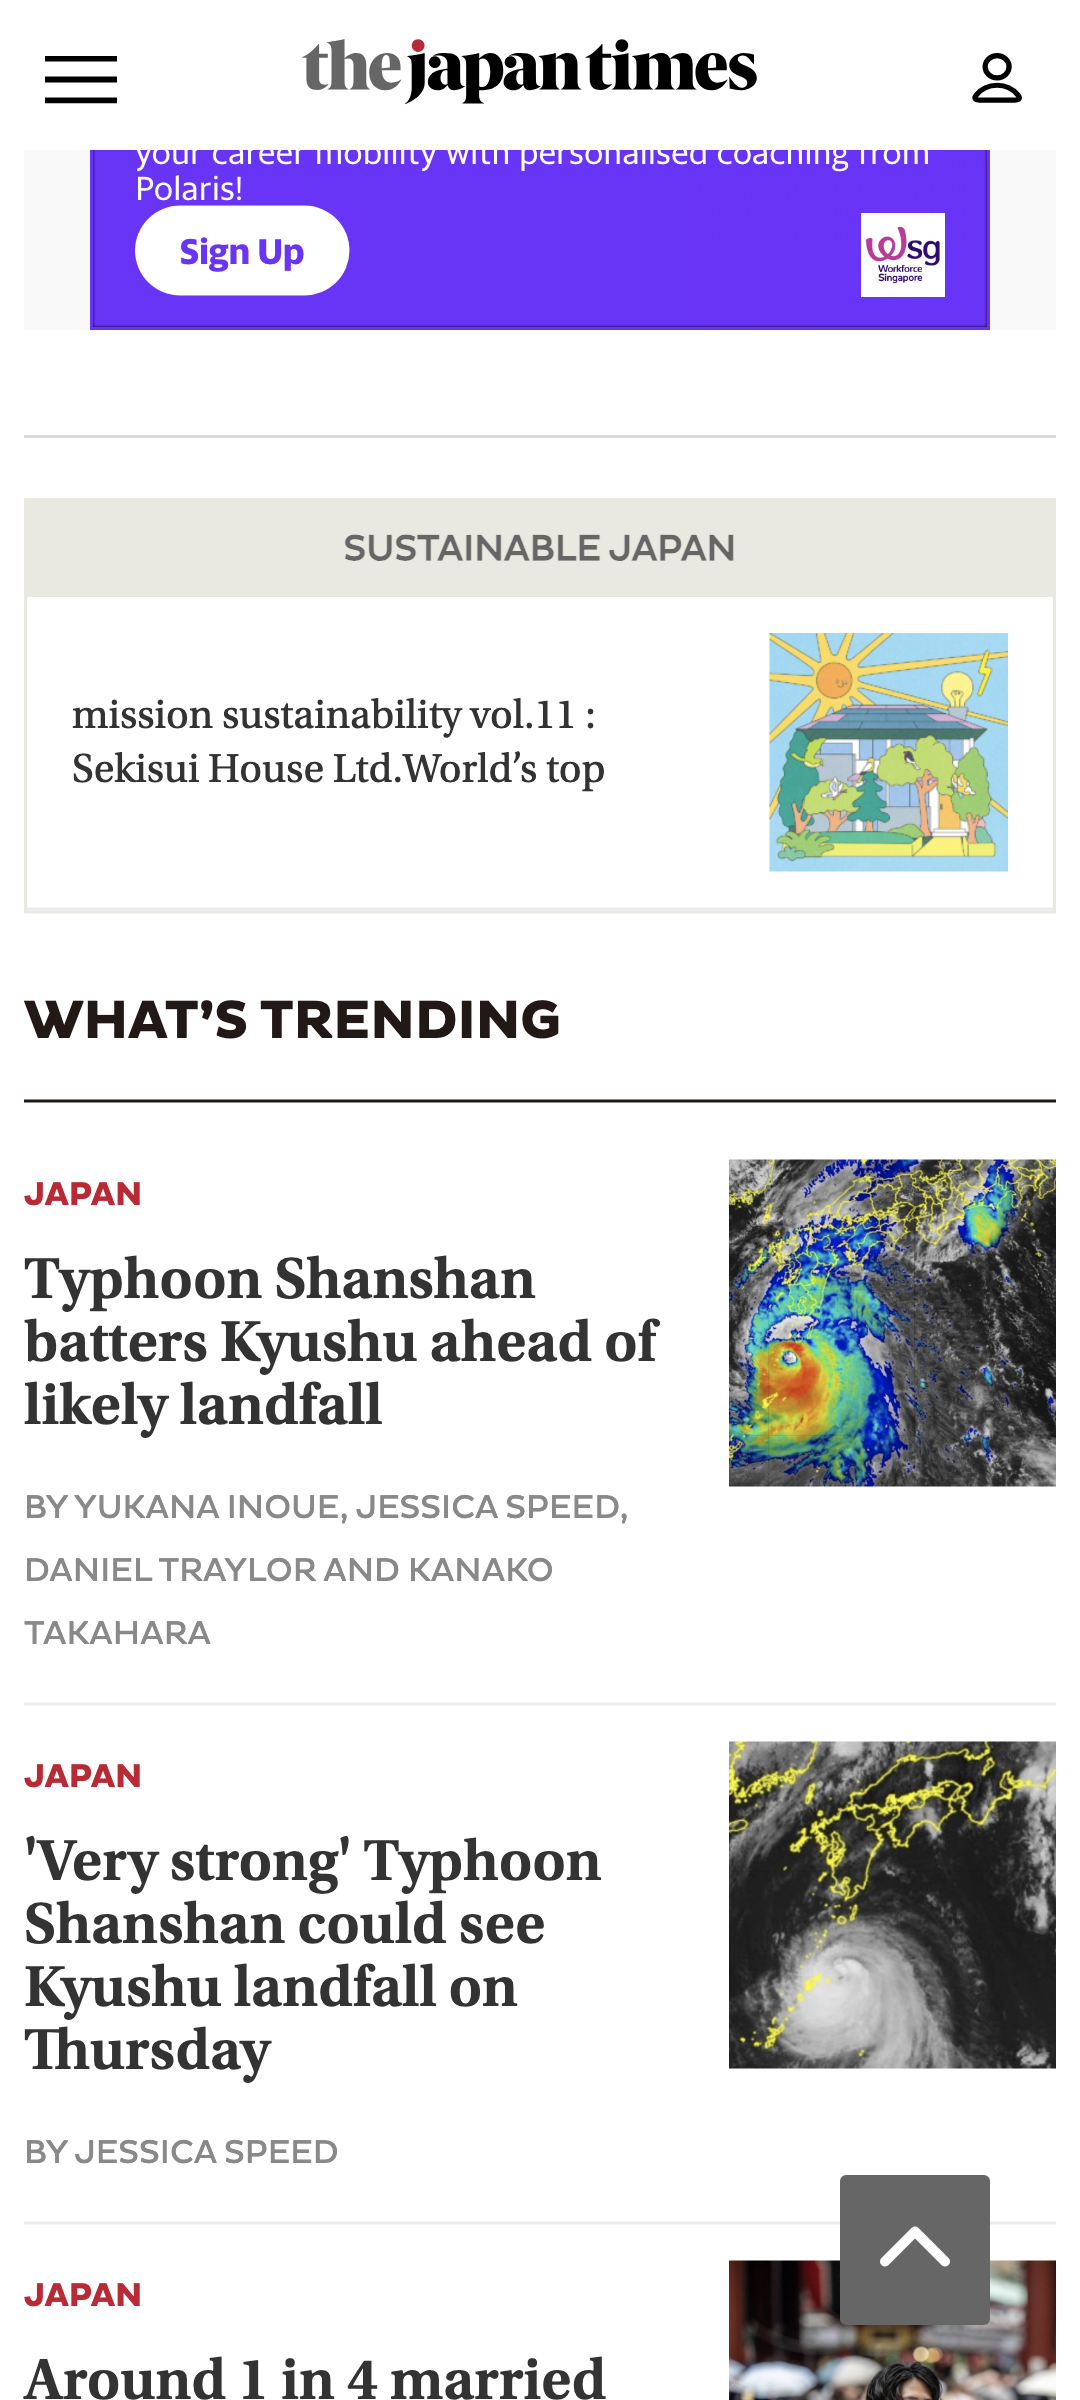 the japan times
your career mobility with personalised coaching from
Polaris!
Sign Up
Wsg
Workforce
Singapore
SUSTAINABLE JAPAN
mission sustainability vol.11 :
Sekisui House Ltd.World’s top
WHAT’S TRENDING
JAPAN
Typhoon Shanshan
batters Kyushu ahead of
likely landfall
BY YUKANA INOUE, JESSICA SPEED,
DANIEL TRAYLOR AND KANAKO
TAKAHARA
JAPAN
'Very strong' Typhoon
Shanshan could see
Kyushu landfall on
Thursday
BY JESSICA SPEED
JAPAN
Around 1 in 4 married